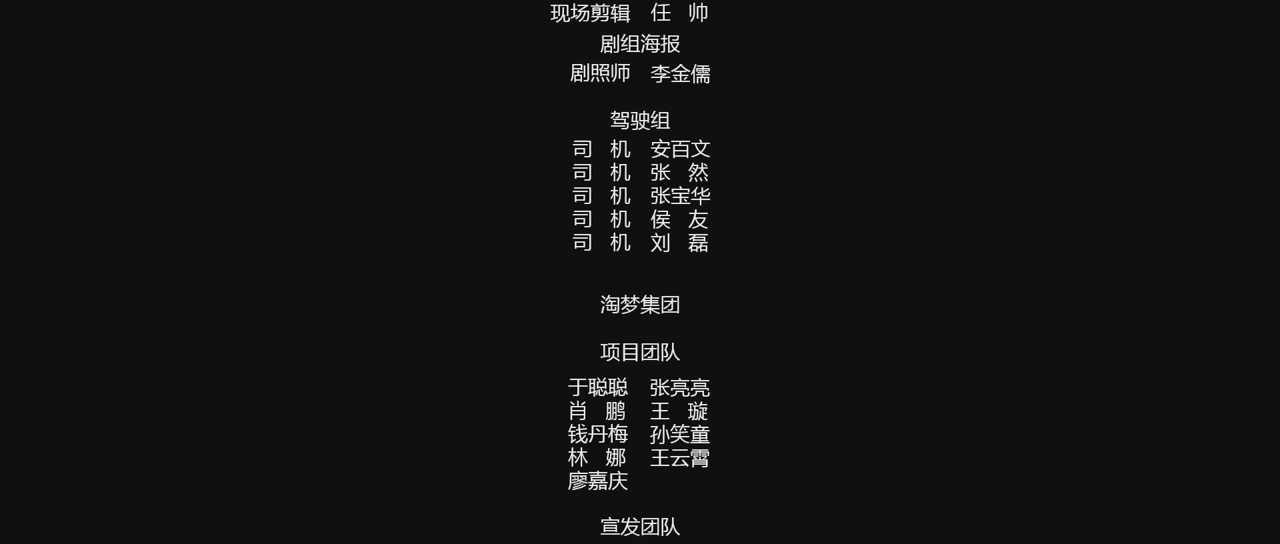 现场剪辑 任 帅
剧组海报
剧照师 李金儒
驾驶组
司 机 安百文
司 机 张 然
司 机 张宝华
司 机 侯 友
司 机 刘 磊
淘梦集团
项目团队
于聪聪 张亮亮
肖 鹏 王 璇
钱丹梅 孙笑童
林 娜 王云霄
廖嘉庆
宣发团队